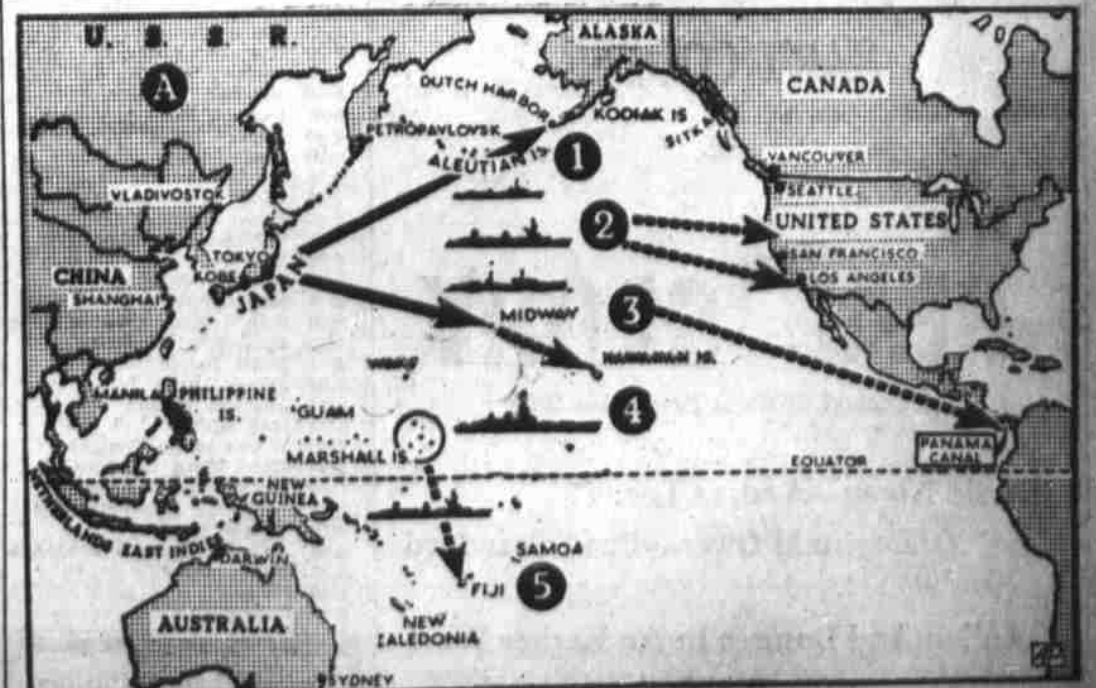 U. S. S. R.
ALASKA
A
CANADA
DUTCH HARBOR
KODIAK IS.
SITKA
PETROPAVLOVSK
ALEUTIAN IS.
1
VANCOUVER
SEATTLE
VLADIVOSTOK
2
UNITED STATES
TOKYO
SAN FRANCISCO
CHINA
KOBE
LOS ANGELES
SHANGHAI
JAPAN
MIDWAY
3
HAWAIIAN IS.
WAKE
MANILA
PHILIPPINE
IS.
GUAM
4
MARSHALL IS.
PANAMA
CANAL
EQUATOR
NEW
GUINEA
NETHERLANDS EAST INDIES
DARWIN
SAMOA
FIJI
5
AUSTRALIA
NEW
CALEDONIA
SYDNEY